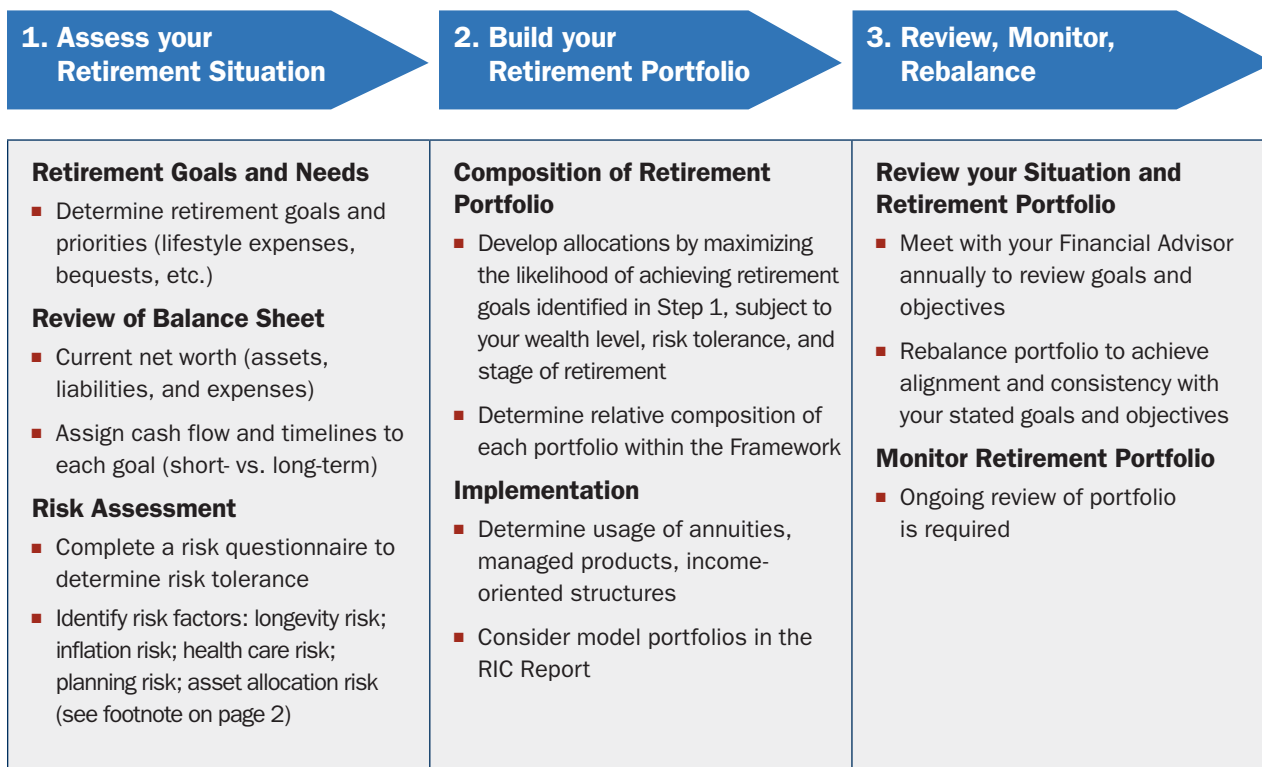 1. Assess your
Retirement Situation
2. Build your
Retirement Portfolio
3. Review, Monitor,
Rebalance
Retirement Goals and Needs
▪ Determine retirement goals and
priorities (lifestyle expenses,
bequests, etc.)
Review of Balance Sheet
▪ Current net worth (assets,
liabilities, and expenses)
▪ Assign cash flow and timelines to
each goal (short- vs. long-term)
Risk Assessment
▪ Complete a risk questionnaire to
determine risk tolerance
▪ Identify risk factors: longevity risk;
inflation risk; health care risk;
planning risk; asset allocation risk
(see footnote on page 2)
Composition of Retirement
Portfolio
▪ Develop allocations by maximizing
the likelihood of achieving retirement
goals identified in Step 1, subject to
your wealth level, risk tolerance, and
stage of retirement
▪ Determine relative composition of
each portfolio within the Framework
Implementation
▪ Determine usage of annuities,
managed products, income-
oriented structures
▪ Consider model portfolios in the
RIC Report
Review your Situation and
Retirement Portfolio
▪ Meet with your Financial Advisor
annually to review goals and
objectives
▪ Rebalance portfolio to achieve
alignment and consistency with
your stated goals and objectives
Monitor Retirement Portfolio
▪ Ongoing review of portfolio
is required